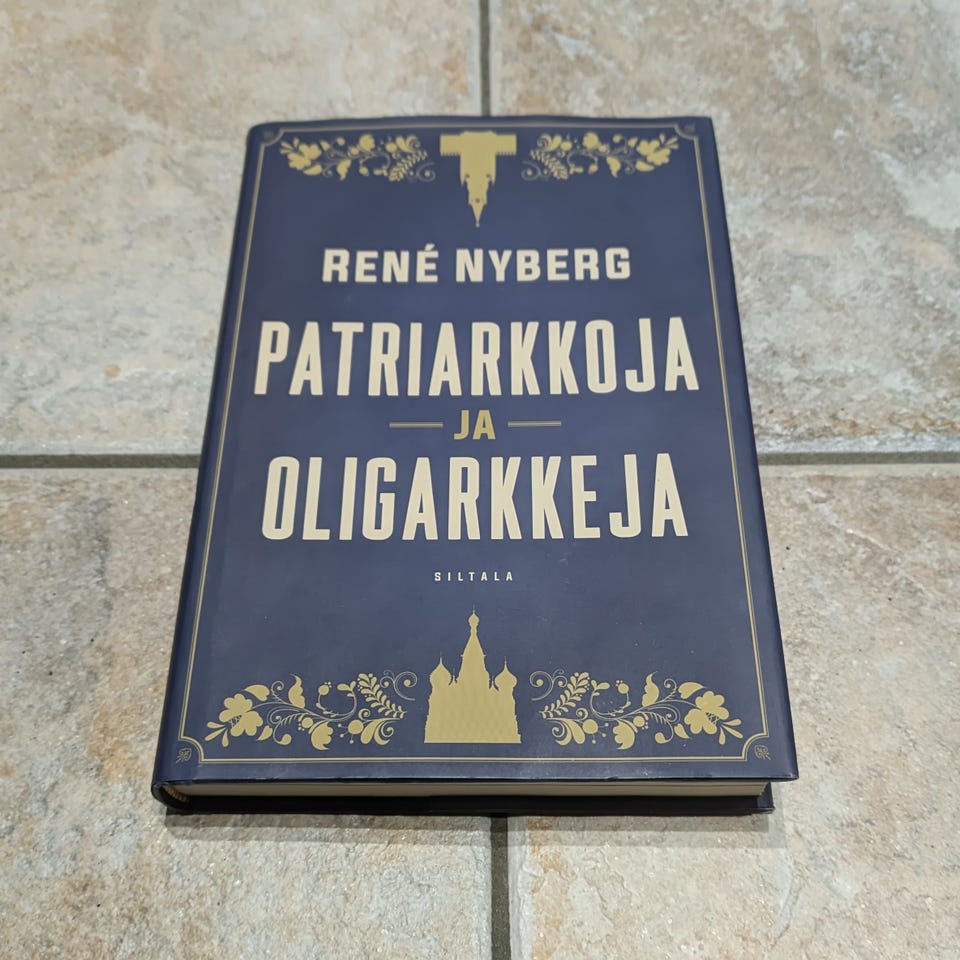 RENÉ NYBERG
PATRIARKKOJA
JA
OLIGARKKEJA
SILTALA